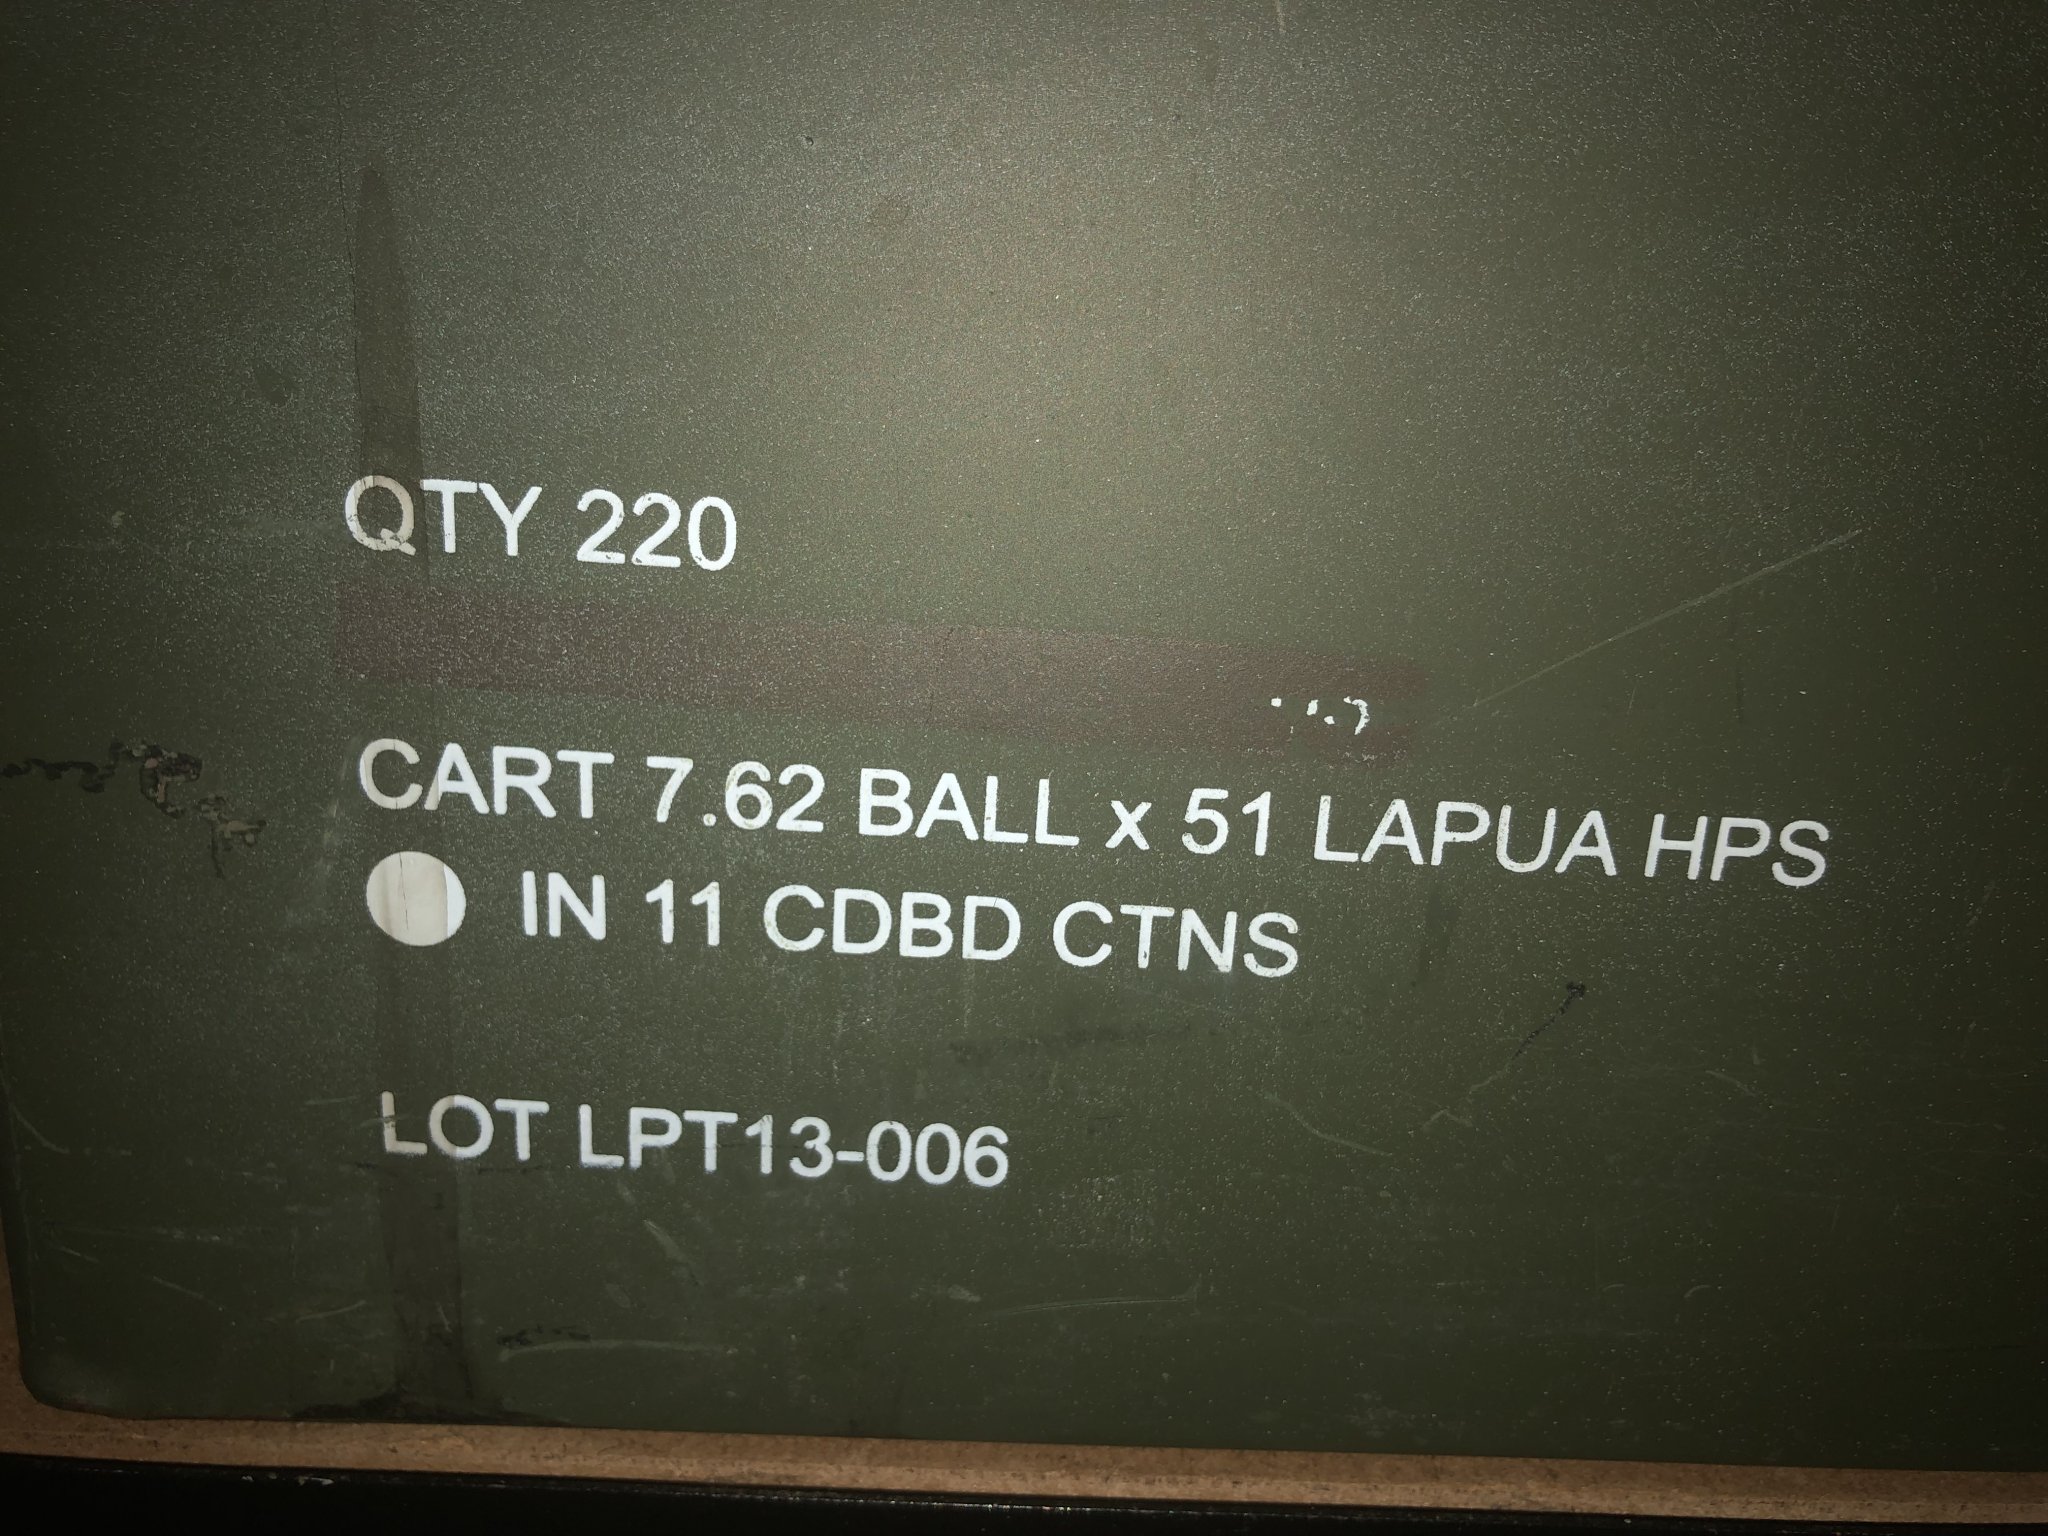 QTY 220
CART 7.62 BALL x 51 LAPUA HPS
IN 11 CDBD CTNS
LOT LPT13-006